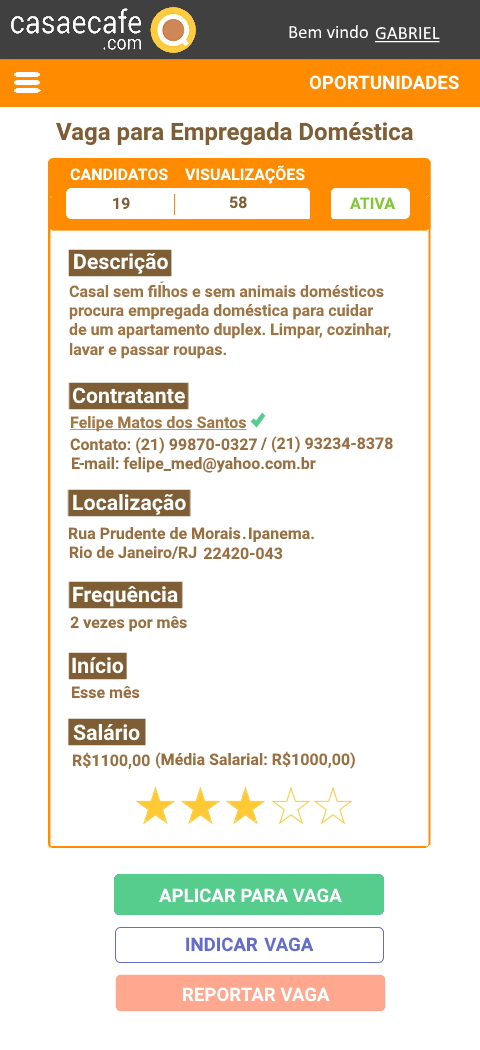 casaecafe
.com
Bem vindo GABRIEL
OPORTUNIDADES
Vaga para Empregada Doméstica
CANDIDATOS VISUALIZAÇÕES
19 58 ATIVA
Descrição
Casal sem filhos e sem animais domésticos
procura empregada doméstica para cuidar
de um apartamento duplex. Limpar, cozinhar,
lavar e passar roupas.
Contratante
Felipe Matos dos Santos
Contato: (21) 99870-0327 / (21) 93234-8378
E-mail: felipe_med@yahoo.com.br
Localização
Rua Prudente de Morais. Ipanema.
Rio de Janeiro/RJ 22420-043
Frequência
2 vezes por mês
Início
Esse mês
Salário
R$1100,00 (Média Salarial: R$1000,00)
APLICAR PARA VAGA
INDICAR VAGA
REPORTAR VAGA